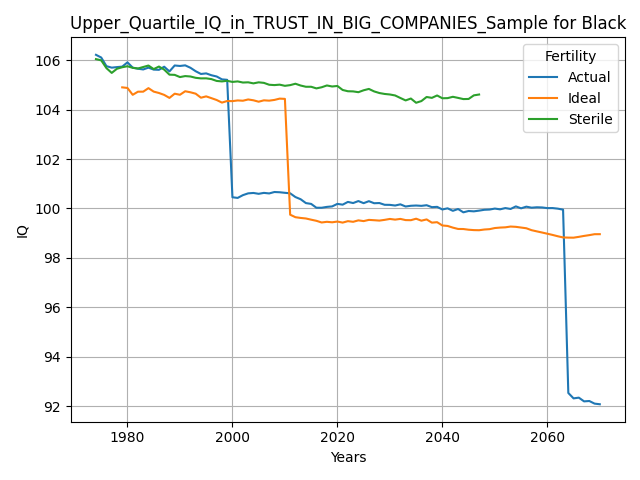 Upper_Quartile_IQ_in_TRUST_IN_BIG_COMPANIES_Sample for Black
Fertility
Actual
Ideal
Sterile
106
104
102
100
98
96
94
92
IQ
1980
2000
2020
2040
2060
Years